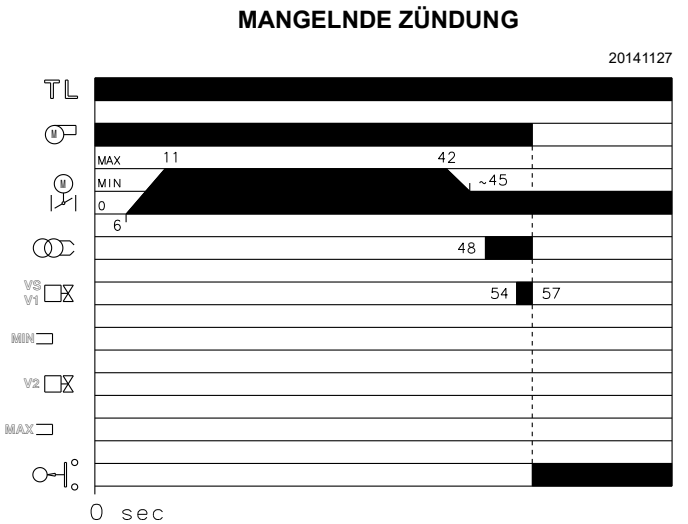 MANGELNDE ZÜNDUNG
20141127
TL
M
MAX 11 42
M
MIN ~45
0
6
48
VS
V1 54 57
MIN
V2
MAX
0 sec